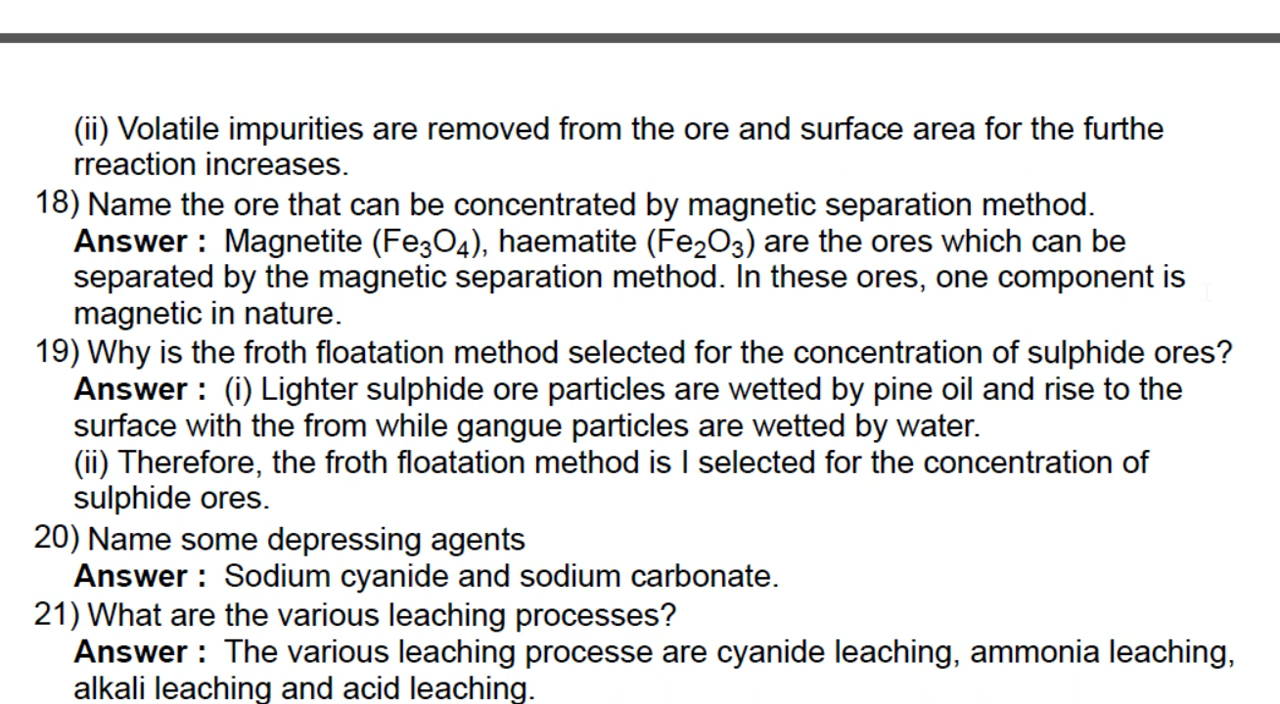 (ii) Volatile impurities are removed from the ore and surface area for the furthe
rreaction increases.
18) Name the ore that can be concentrated by magnetic separation method.
Answer : Magnetite (Fe₃O₄), haematite (Fe₂O₃) are the ores which can be
separated by the magnetic separation method. In these ores, one component is
magnetic in nature.
19) Why is the froth floatation method selected for the concentration of sulphide ores?
Answer : (i) Lighter sulphide ore particles are wetted by pine oil and rise to the
surface with the from while gangue particles are wetted by water.
(ii) Therefore, the froth floatation method is I selected for the concentration of
sulphide ores.
20) Name some depressing agents
Answer : Sodium cyanide and sodium carbonate.
21) What are the various leaching processes?
Answer : The various leaching processe are cyanide leaching, ammonia leaching,
alkali leaching and acid leaching.